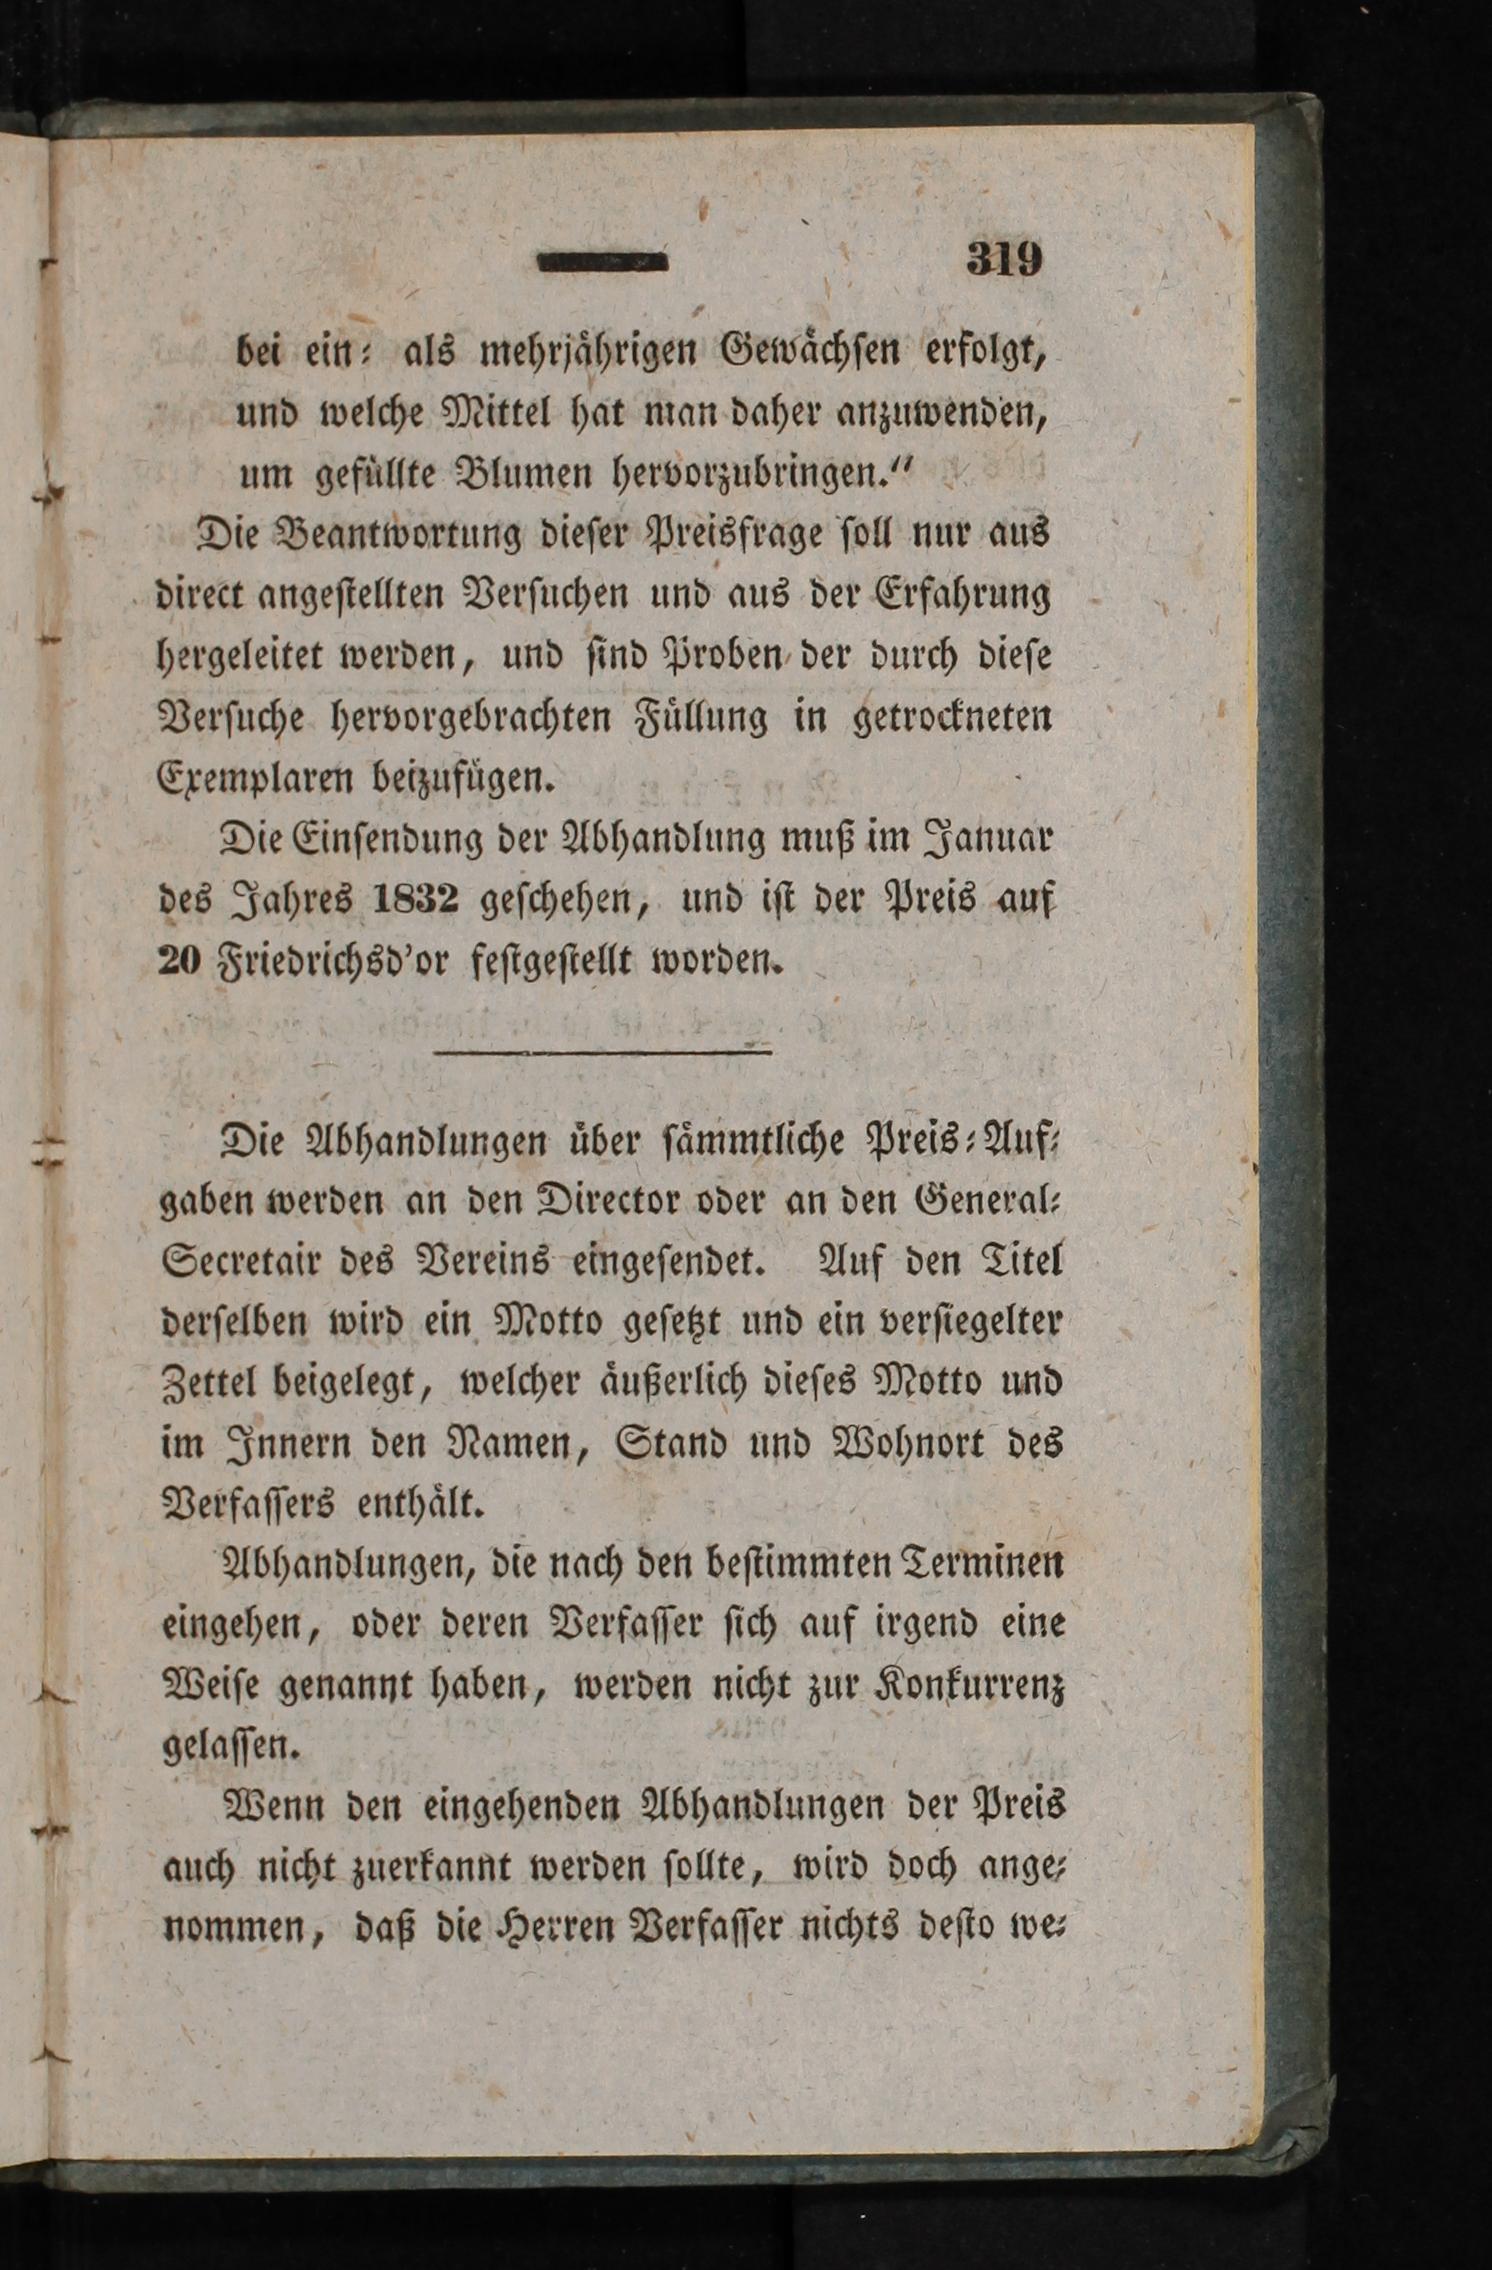 319
bei ein⸗ als mehrjährigen Gewächſen erfolgt,
und welche Mittel hat man daher anzuwenden,
um gefüllte Blumen hervorzubringen.“
Die Beantwortung dieſer Preisfrage ſoll nur aus
direct angeſtellten Verſuchen und aus der Erfahrung
hergeleitet werden, und ſind Proben der durch dieſe
Verſuche hervorgebrachten Füllung in getrockneten
Exemplaren beizufügen.
Die Einſendung der Abhandlung muß im Januar
des Jahres 1832 geſchehen, und iſt der Preis auf
20 Friedrichsd’or feſtgeſtellt worden.
Die Abhandlungen über ſämmtliche Preis⸗Auf⸗
gaben werden an den Director oder an den General⸗
Secretair des Vereins eingeſendet. Auf den Titel
derſelben wird ein Motto geſetzt und ein verſiegelter
Zettel beigelegt, welcher äußerlich dieſes Motto und
im Innern den Namen, Stand und Wohnort des
Verfaſſers enthält.
Abhandlungen, die nach den beſtimmten Terminen
eingehen, oder deren Verfaſſer ſich auf irgend eine
Weiſe genannt haben, werden nicht zur Konkurrenz
gelaſſen.
Wenn den eingehenden Abhandlungen der Preis
auch nicht zuerkannt werden ſollte, wird doch ange⸗
nommen, daß die Herren Verfaſſer nichts deſto we⸗